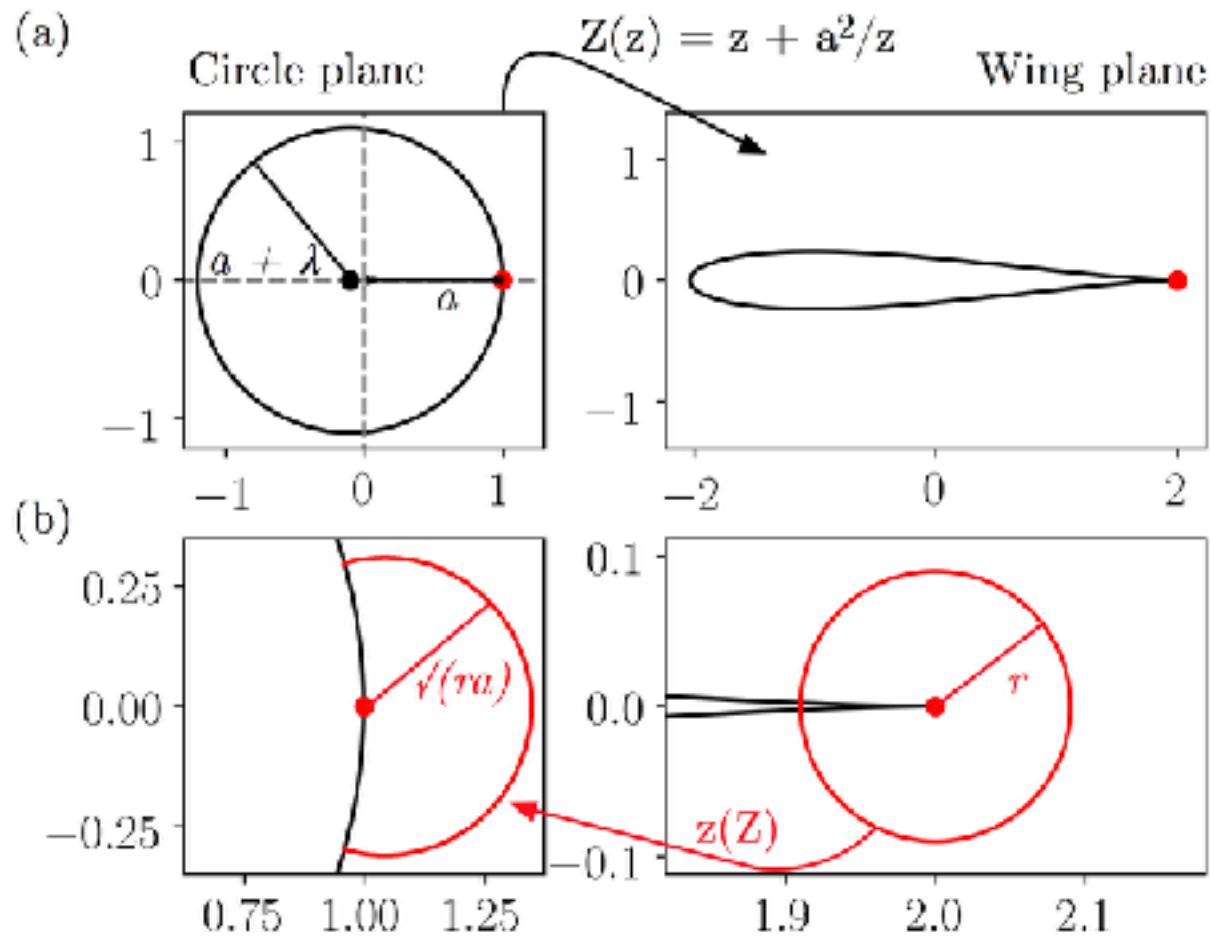 (a)
Z(z) = z + a²/z
Circle plane
Wing plane
1
0
−1
a + λ
a
−1
0
1
1
0
−1
−2
0
2
(b)
0.25
0.00
−0.25
√(ra)
0.75
1.00
1.25
0.1
0.0
−0.1
r
z(Z)
1.9
2.0
2.1